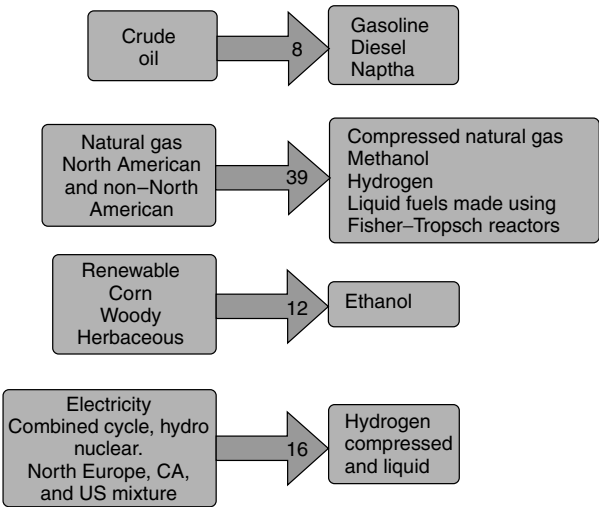 Crude
oil
8
Gasoline
Diesel
Naptha
Natural gas
North American
and non–North
American
39
Compressed natural gas
Methanol
Hydrogen
Liquid fuels made using
Fisher–Tropsch reactors
Renewable
Corn
Woody
Herbaceous
12
Ethanol
Electricity
Combined cycle, hydro
nuclear.
North Europe, CA,
and US mixture
16
Hydrogen
compressed
and liquid